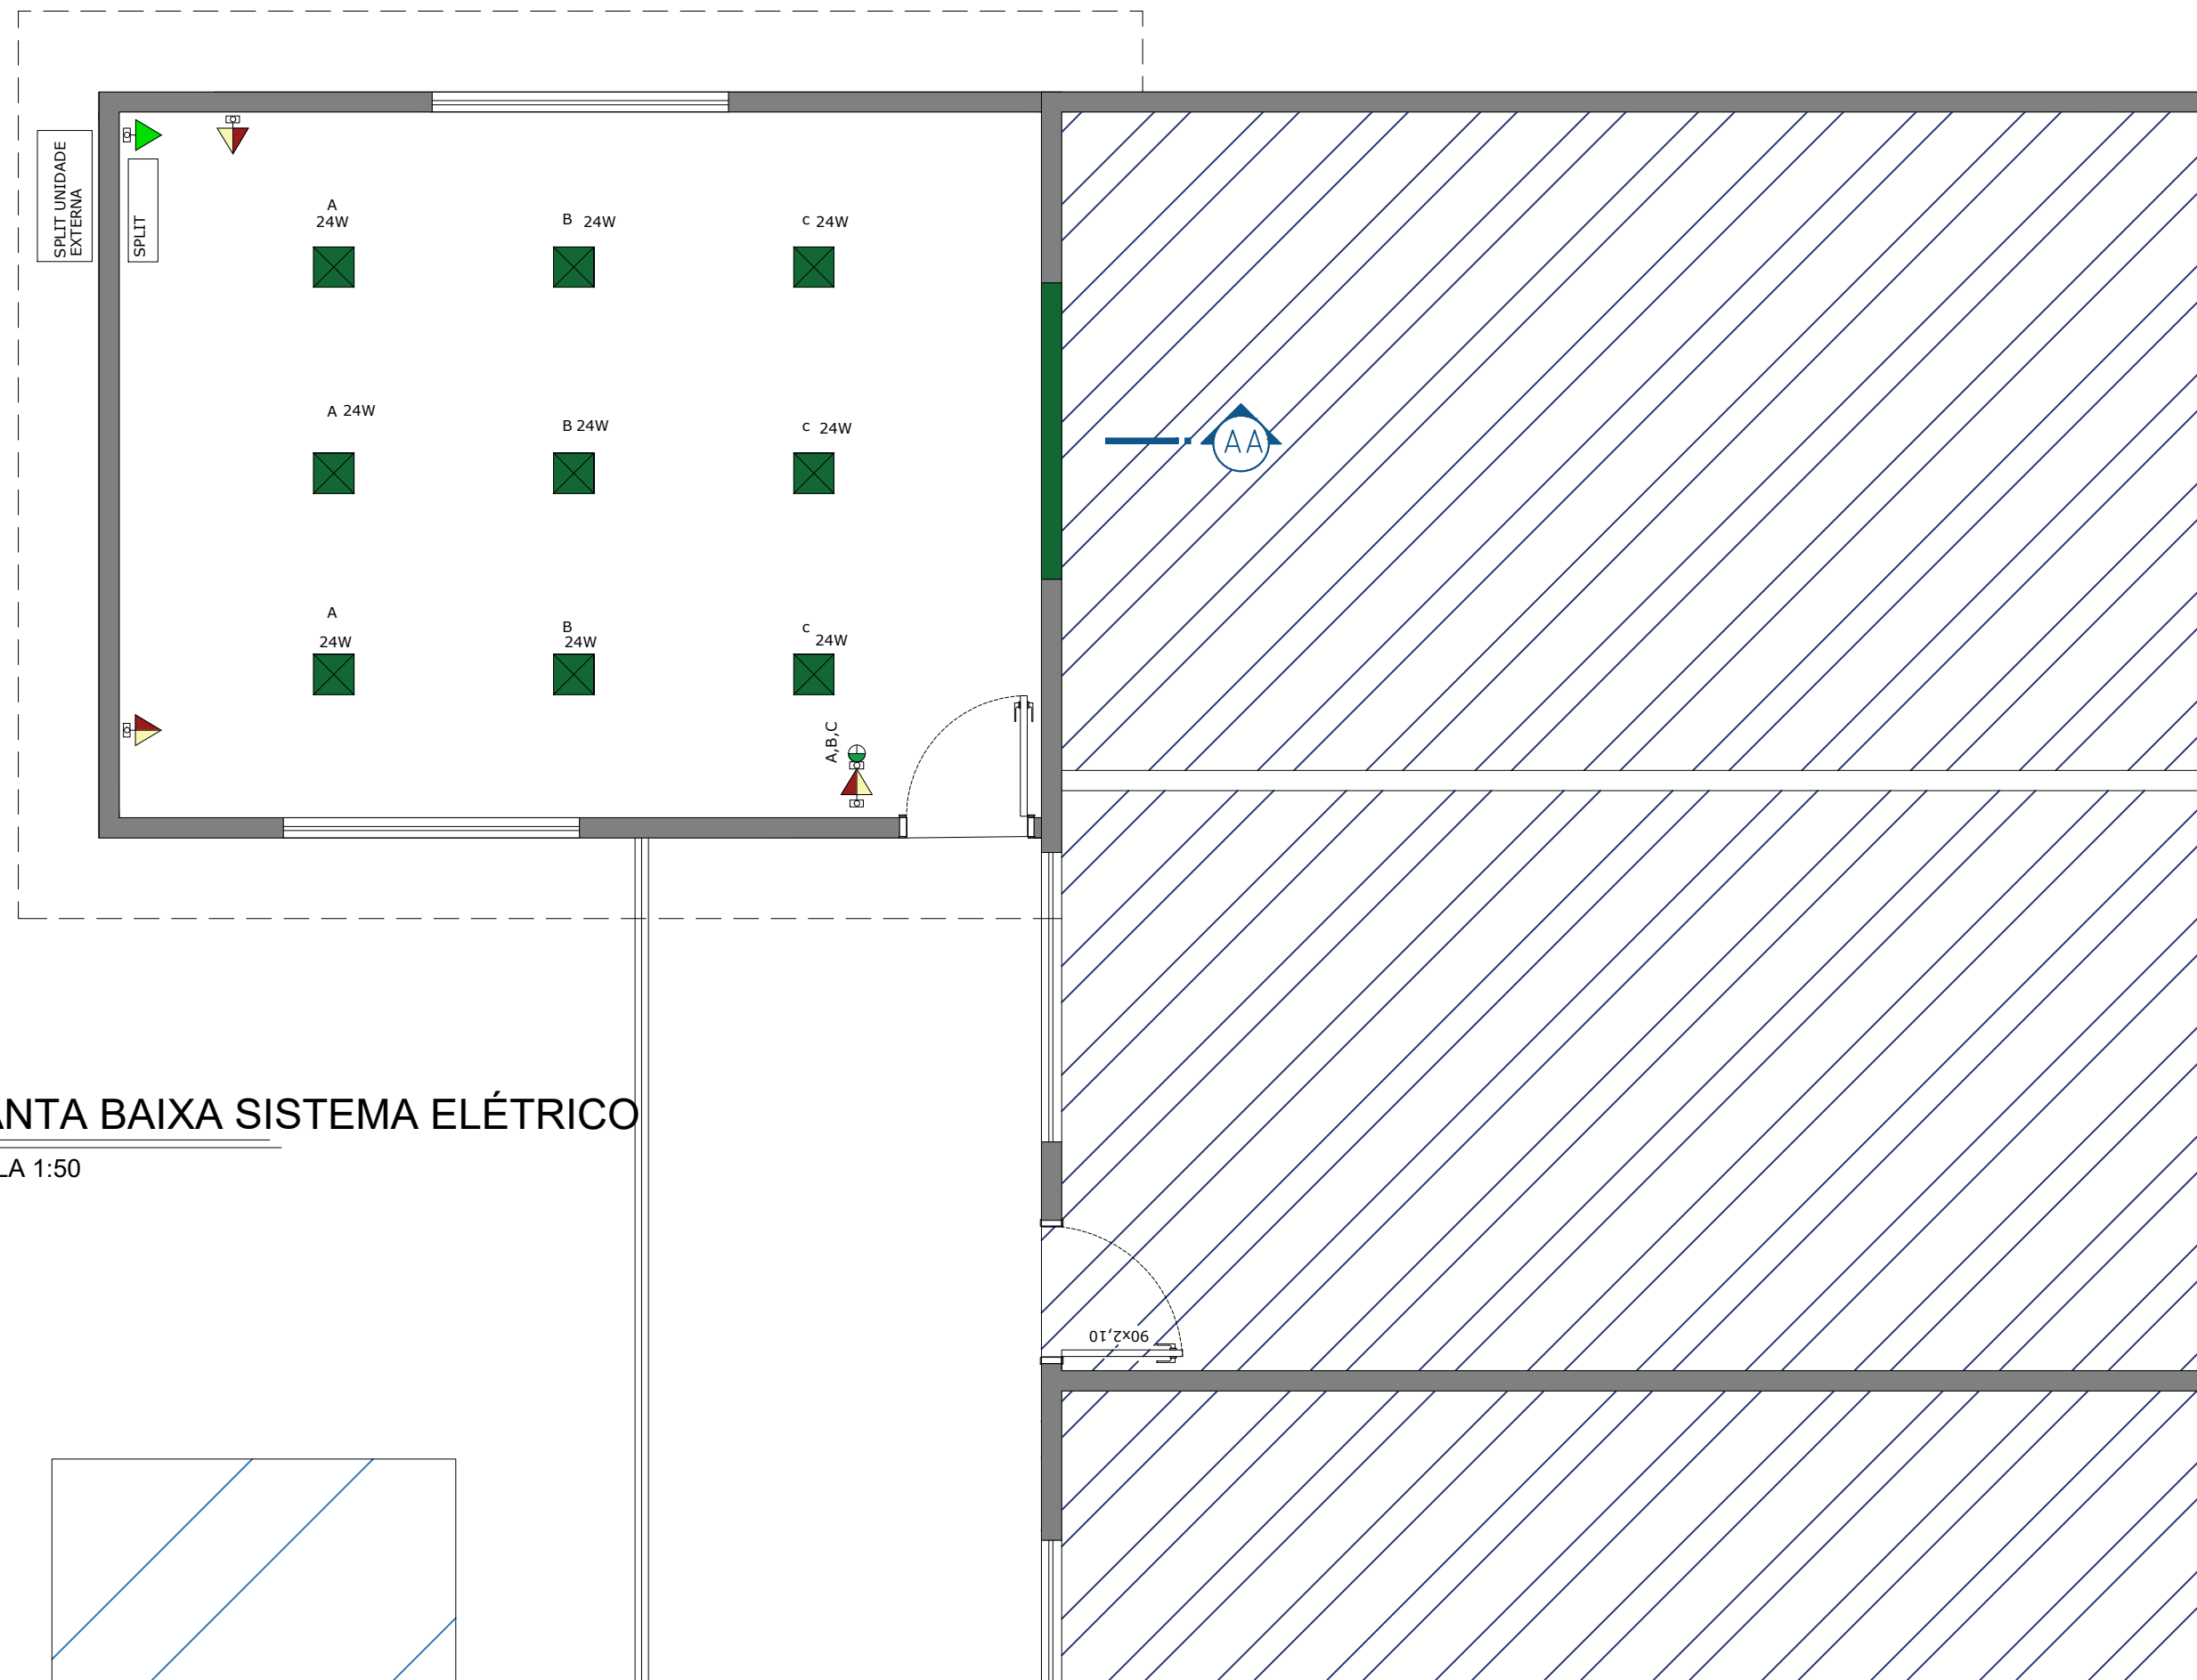 SPLIT UNIDADE
EXTERNA
SPLIT
A
24W
B 24W
c 24W
A 24W
B 24W
c 24W
AA
A
24W
B
24W
c
24W
A,B,C
ANTA BAIXA SISTEMA ELÉTRICO
LA 1:50
90x2,10